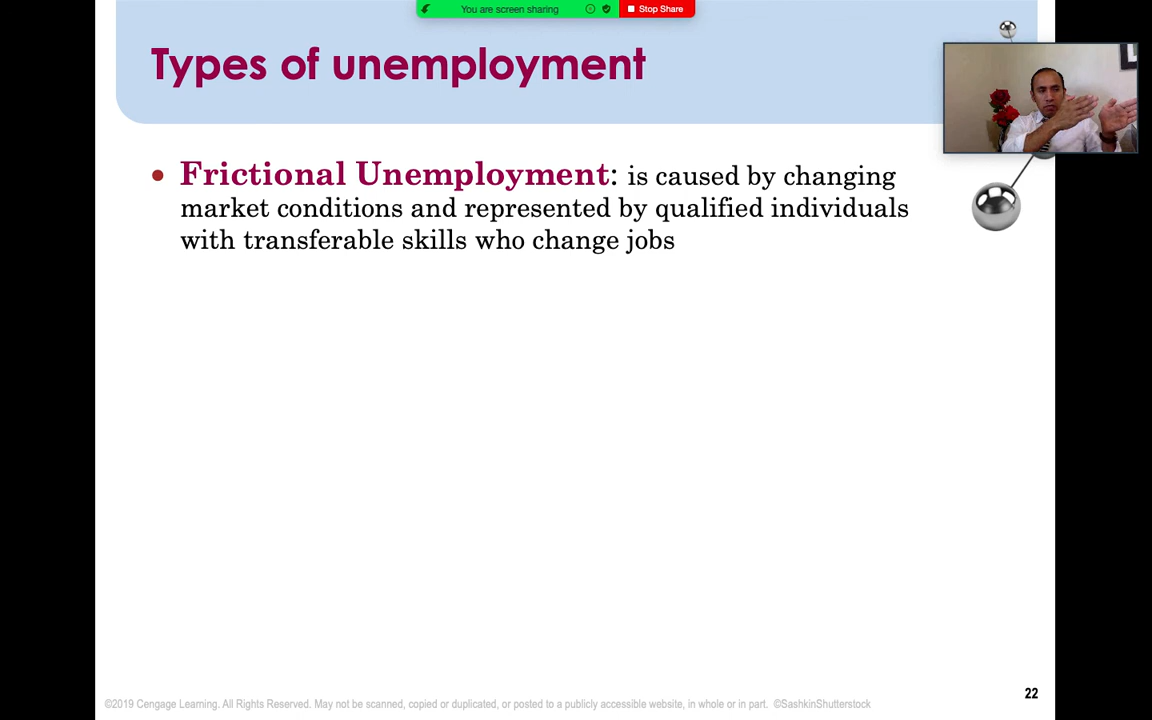 You are screen sharing
Stop Share
Types of unemployment
• Frictional Unemployment: is caused by changing
market conditions and represented by qualified individuals
with transferable skills who change jobs
22
©2019 Cengage Learning. All Rights Reserved. May not be scanned, copied or duplicated, or posted to a publicly accessible website, in whole or in part. ©SashkinShutterstock